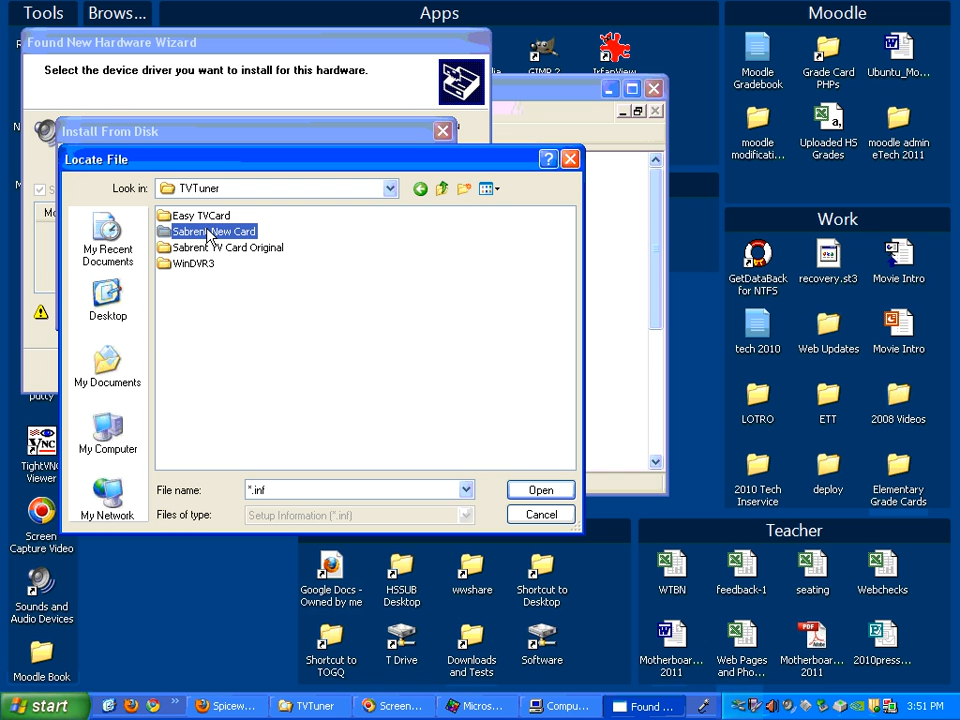 Tools
Brows...
Apps
Moodle
Found New Hardware Wizard
Select the device driver you want to install for this hardware.
Install From Disk
Locate File
Look in:
TVTuner
Easy TVCard
Sabrent New Card
Sabrent TV Card Original
WinDVR3
My Recent
Documents
Desktop
My Documents
My Computer
My Network
File name:
*.inf
Open
Files of type:
Setup Information (*.inf)
Cancel
GIMP 2
IrfanView
Moodle
Gradebook
Grade Card
PHPs
Ubuntu_Mo...
moodle
modificati...
Uploaded HS
Grades
moodle admin
eTech 2011
Work
GetDataBack
for NTFS
recovery.st3
Movie Intro
tech 2010
Web Updates
Movie Intro
LOTRO
ETT
2008 Videos
2010 Tech
Inservice
deploy
Elementary
Grade Cards
Teacher
WTBN
feedback-1
seating
Webchecks
Motherboar...
2011
Web Pages
and Pho...
Motherboar...
2011
2010press...
putty
TightVNC
Viewer
Screen
Capture Video
Sounds and
Audio Devices
Moodle Book
Google Docs -
Owned by me
HSSUB
Desktop
wwshare
Shortcut to
Desktop
Shortcut to
TOGQ
T Drive
Downloads
and Tests
Software
start
Spicew...
TVTuner
Screen...
Micros...
Compu...
Found ...
3:51 PM